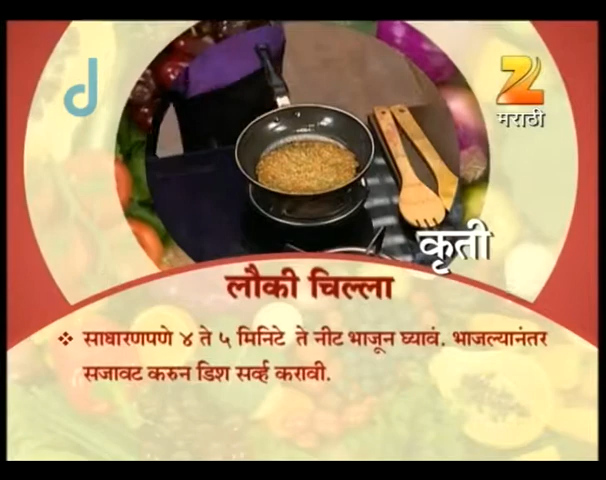 d
Z
मराठी
कृती
लौकी चिल्ला
❖ साधारणपणे ४ ते ५ मिनिटे ते नीट भाजून घ्यावं. भाजल्यानंतर
सजावट करुन डिश सर्व्ह करावी.